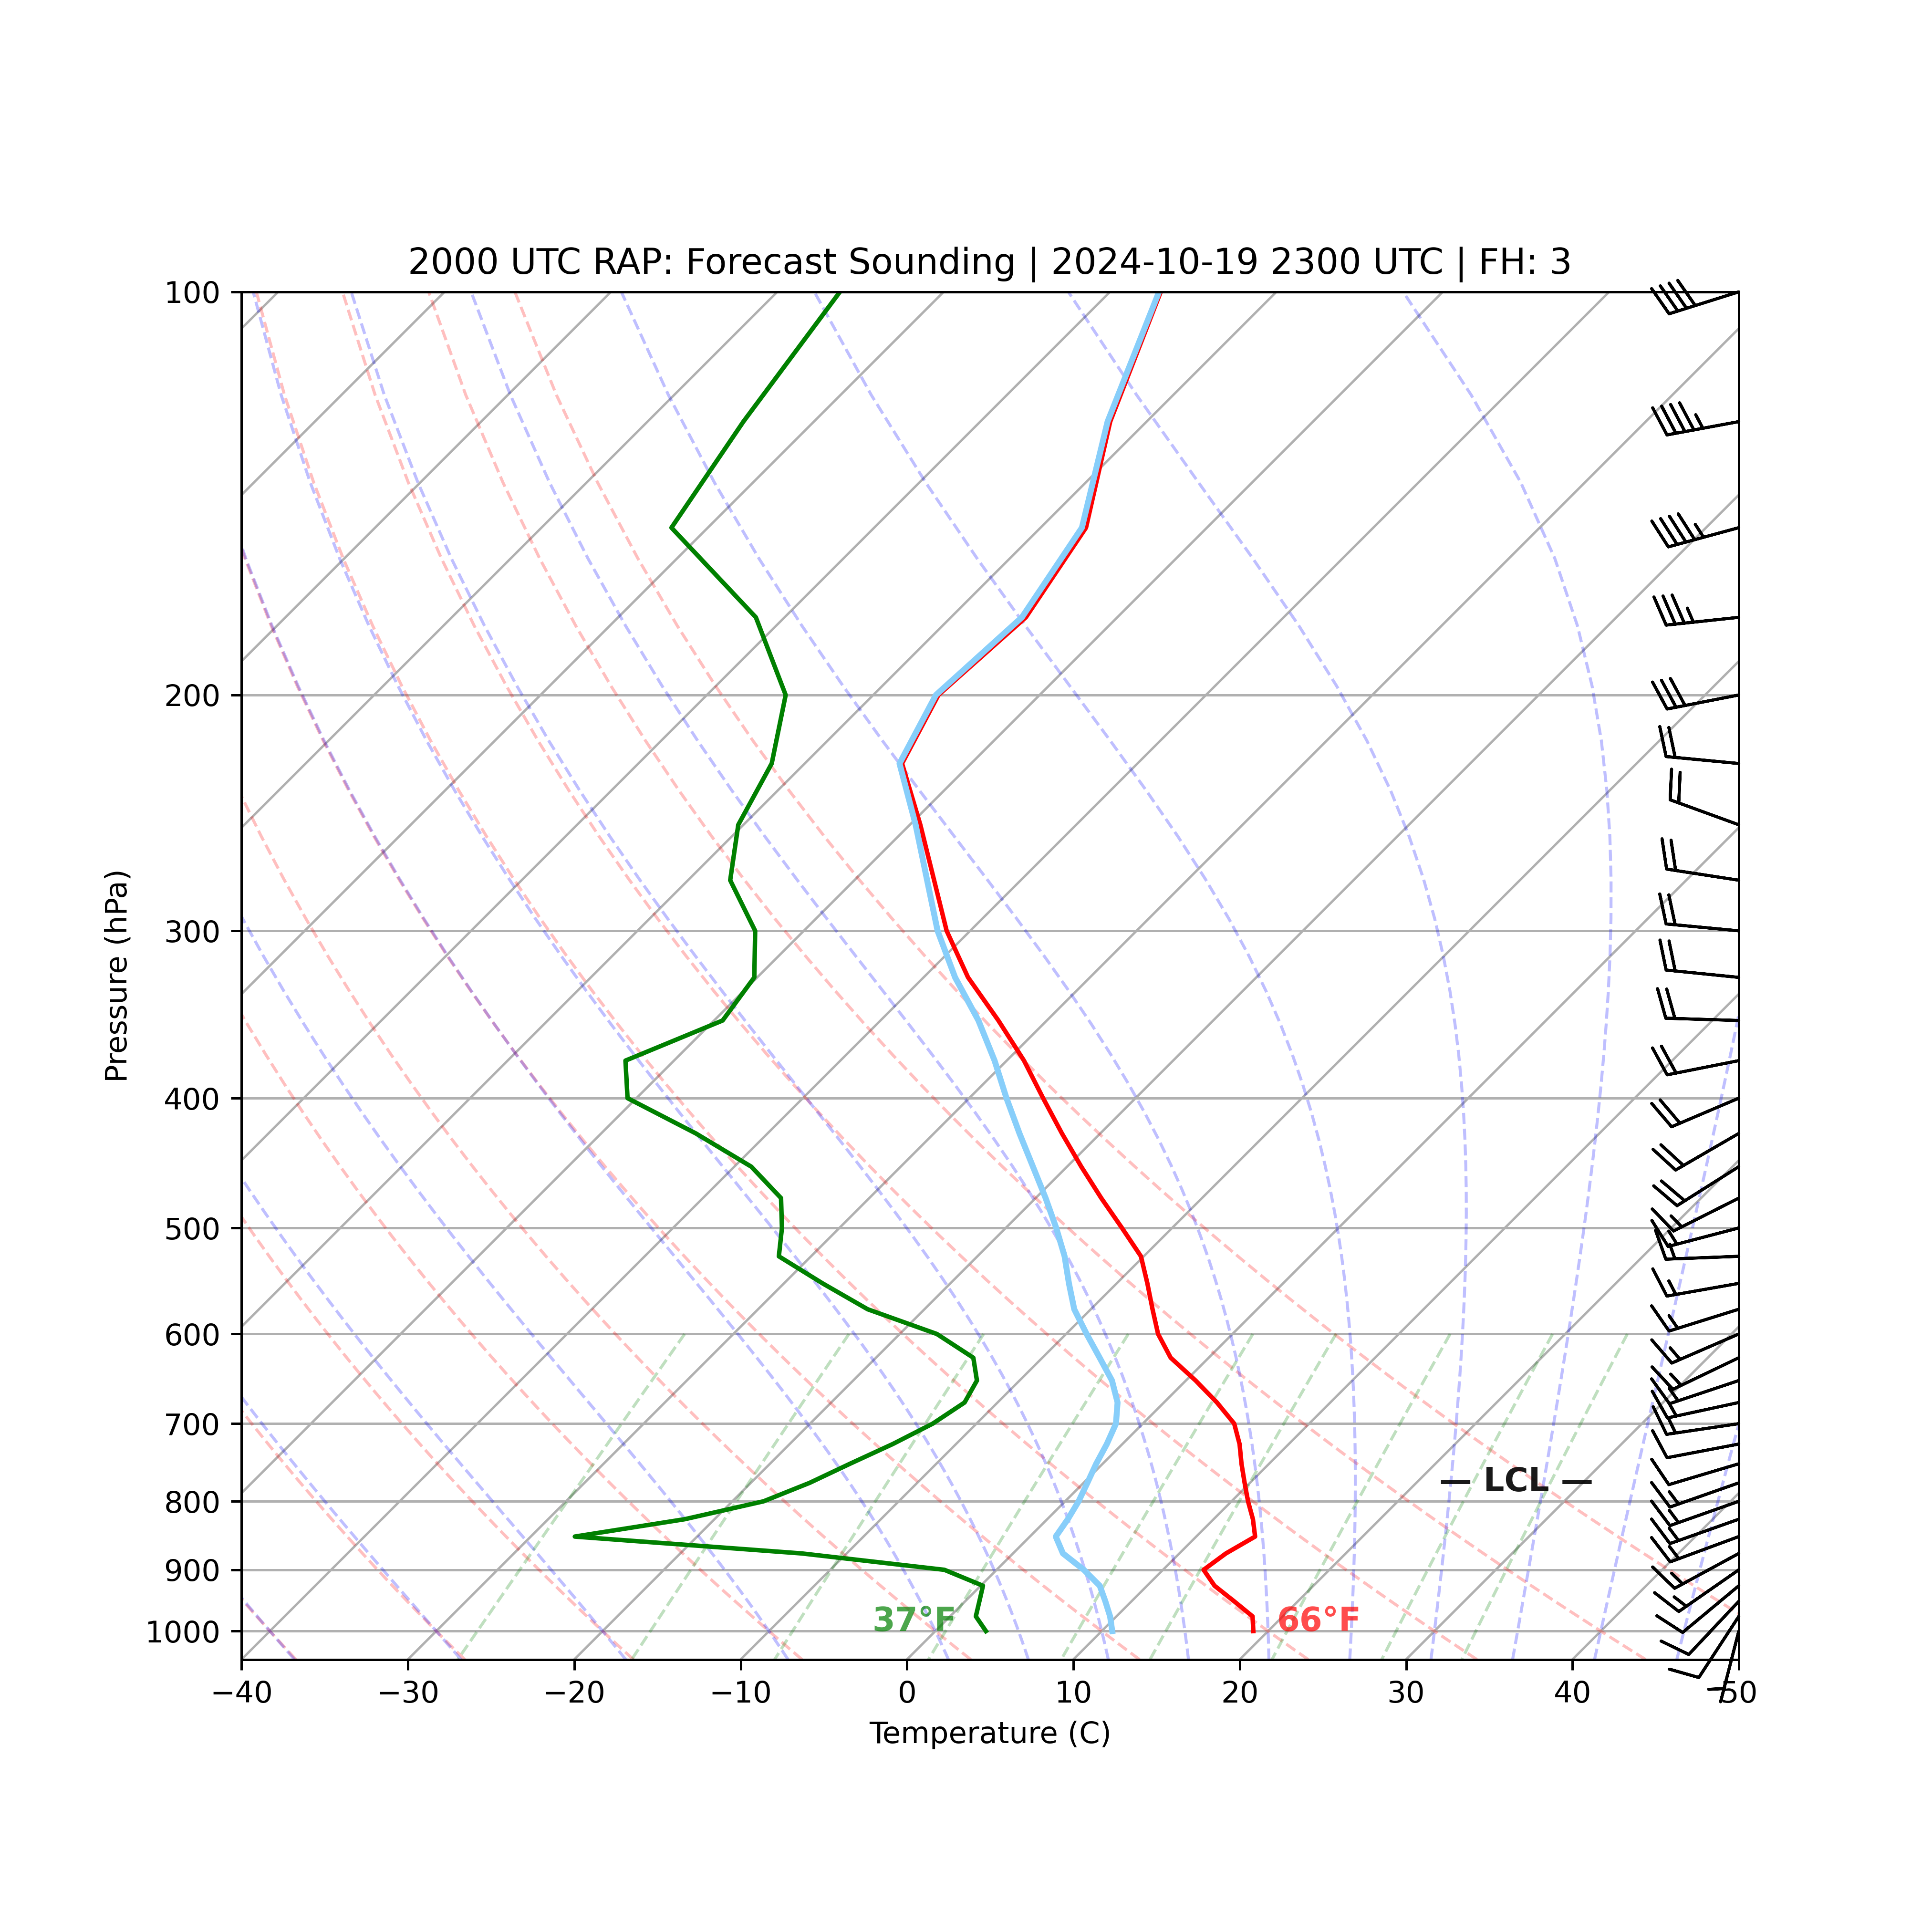 2000 UTC RAP: Forecast Sounding | 2024-10-19 2300 UTC | FH: 3
100
200
300
400
500
600
700
800
900
1000
Pressure (hPa)
— LCL —
37°F
66°F
−40 −30 −20 −10 0 10 20 30 40 50
Temperature (C)